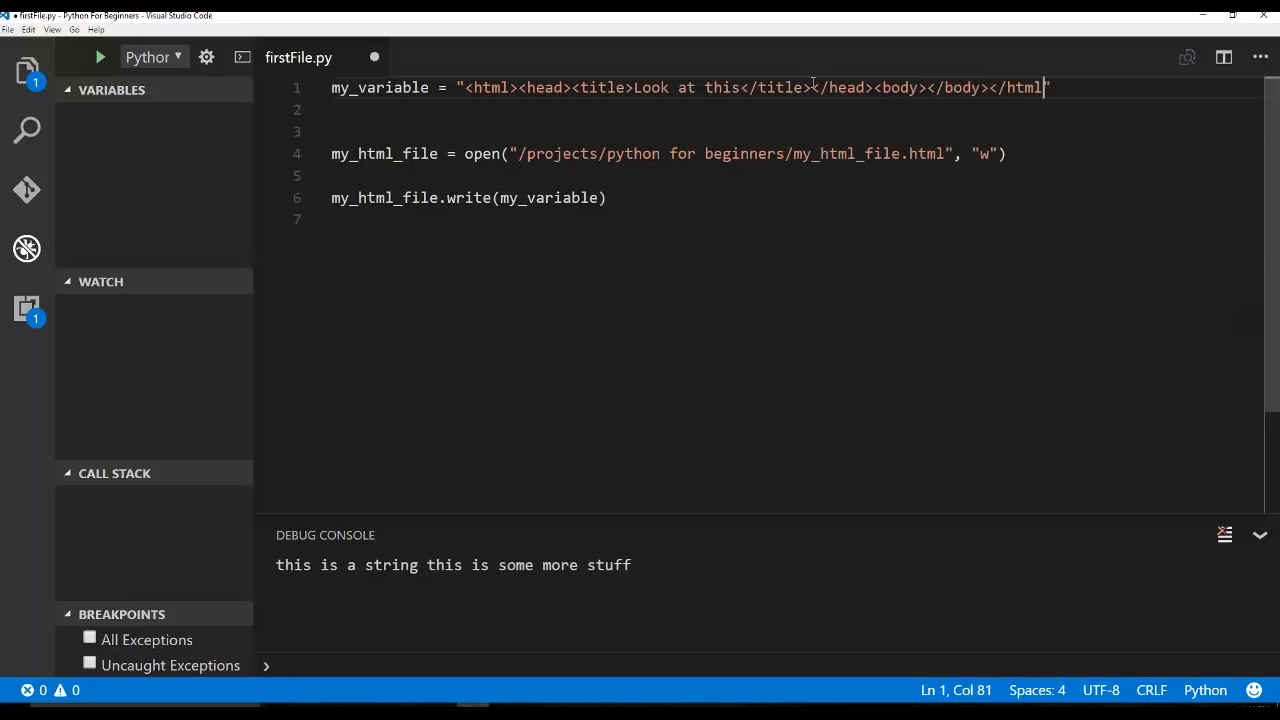 ● firstFile.py - Python For Beginners - Visual Studio Code
File Edit View Go Help
Python
firstFile.py
1
1
VARIABLES
WATCH
CALL STACK
BREAKPOINTS
All Exceptions
Uncaught Exceptions
1 my_variable = "<html><head><title>Look at this</title></head><body></body></html"
2
3
4 my_html_file = open("/projects/python for beginners/my_html_file.html", "w")
5
6 my_html_file.write(my_variable)
7
DEBUG CONSOLE
this is a string this is some more stuff
0 0 Ln 1, Col 81 Spaces: 4 UTF-8 CRLF Python